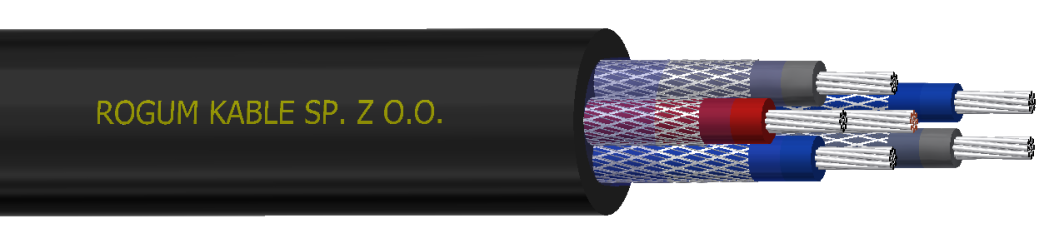 ROGUM KABLE SP. Z O.O.